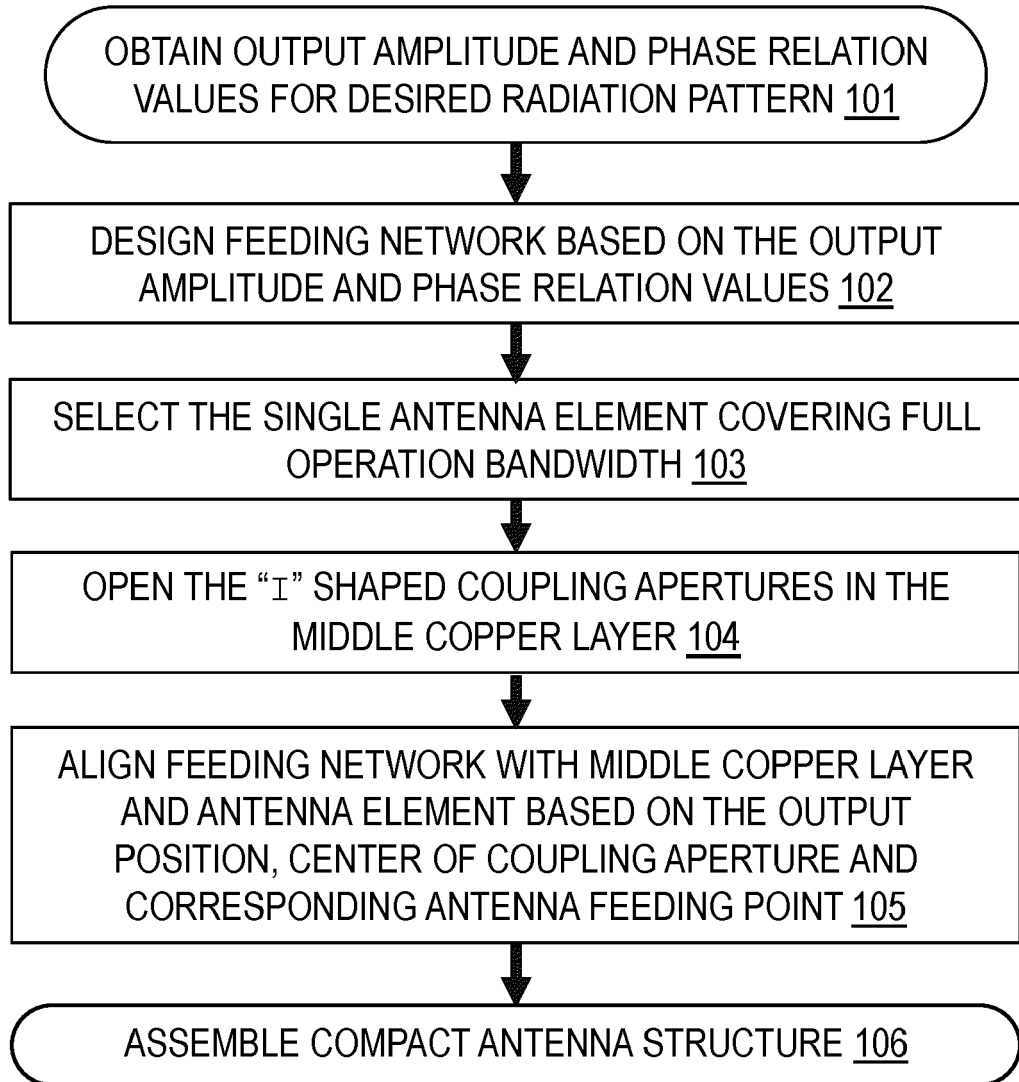 OBTAIN OUTPUT AMPLITUDE AND PHASE RELATION
VALUES FOR DESIRED RADIATION PATTERN 101
DESIGN FEEDING NETWORK BASED ON THE OUTPUT
AMPLITUDE AND PHASE RELATION VALUES 102
SELECT THE SINGLE ANTENNA ELEMENT COVERING FULL
OPERATION BANDWIDTH 103
OPEN THE “I” SHAPED COUPLING APERTURES IN THE
MIDDLE COPPER LAYER 104
ALIGN FEEDING NETWORK WITH MIDDLE COPPER LAYER
AND ANTENNA ELEMENT BASED ON THE OUTPUT
POSITION, CENTER OF COUPLING APERTURE AND
CORRESPONDING ANTENNA FEEDING POINT 105
ASSEMBLE COMPACT ANTENNA STRUCTURE 106